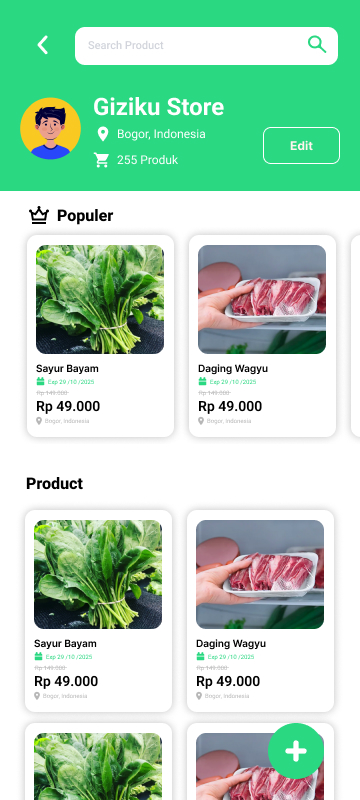 Search Product
Giziku Store
Bogor, Indonesia
255 Produk
Edit
Populer
Sayur Bayam
Exp 29 /10 /2025
Rp 149.000
Rp 49.000
Bogor, Indonesia
Daging Wagyu
Exp 29 /10 /2025
Rp 149.000
Rp 49.000
Bogor, Indonesia
Product
Sayur Bayam
Exp 29 /10 /2025
Rp 149.000
Rp 49.000
Bogor, Indonesia
Daging Wagyu
Exp 29 /10 /2025
Rp 149.000
Rp 49.000
Bogor, Indonesia